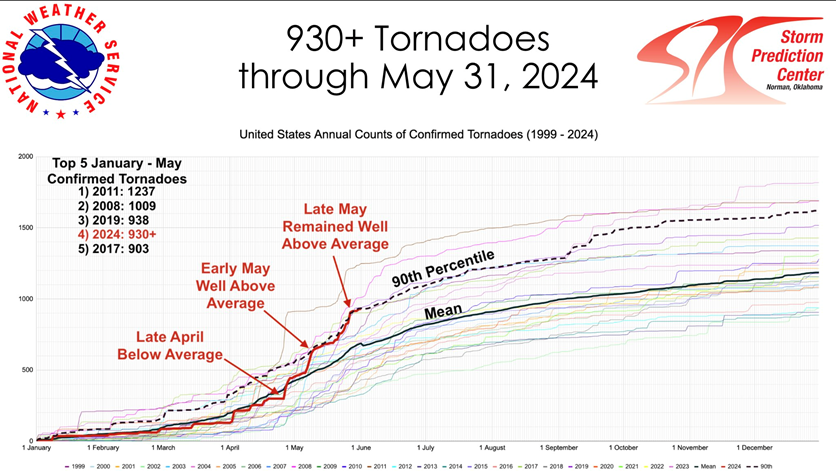 NATIONAL WEATHER SERVICE
930+ Tornadoes
through May 31, 2024
Storm
Prediction
Center
Norman, Oklahoma
United States Annual Counts of Confirmed Tornadoes (1999 - 2024)
2000
1500
1000
500
0
Top 5 January - May
Confirmed Tornadoes
1) 2011: 1237
2) 2008: 1009
3) 2019: 938
4) 2024: 930+
5) 2017: 903
Late May
Remained Well
Above Average
Early May
Well Above
Average
Late April
Below Average
90th Percentile
Mean
1 January 1 February 1 March 1 April 1 May 1 June 1 July 1 August 1 September 1 October 1 November 1 December
1999 2000 2001 2002 2003 2004 2005 2006 2007 2008 2009 2010 2011 2012 2013 2014 2015 2016 2017 2018 2019 2020 2021 2022 2023 Mean 2024 90th